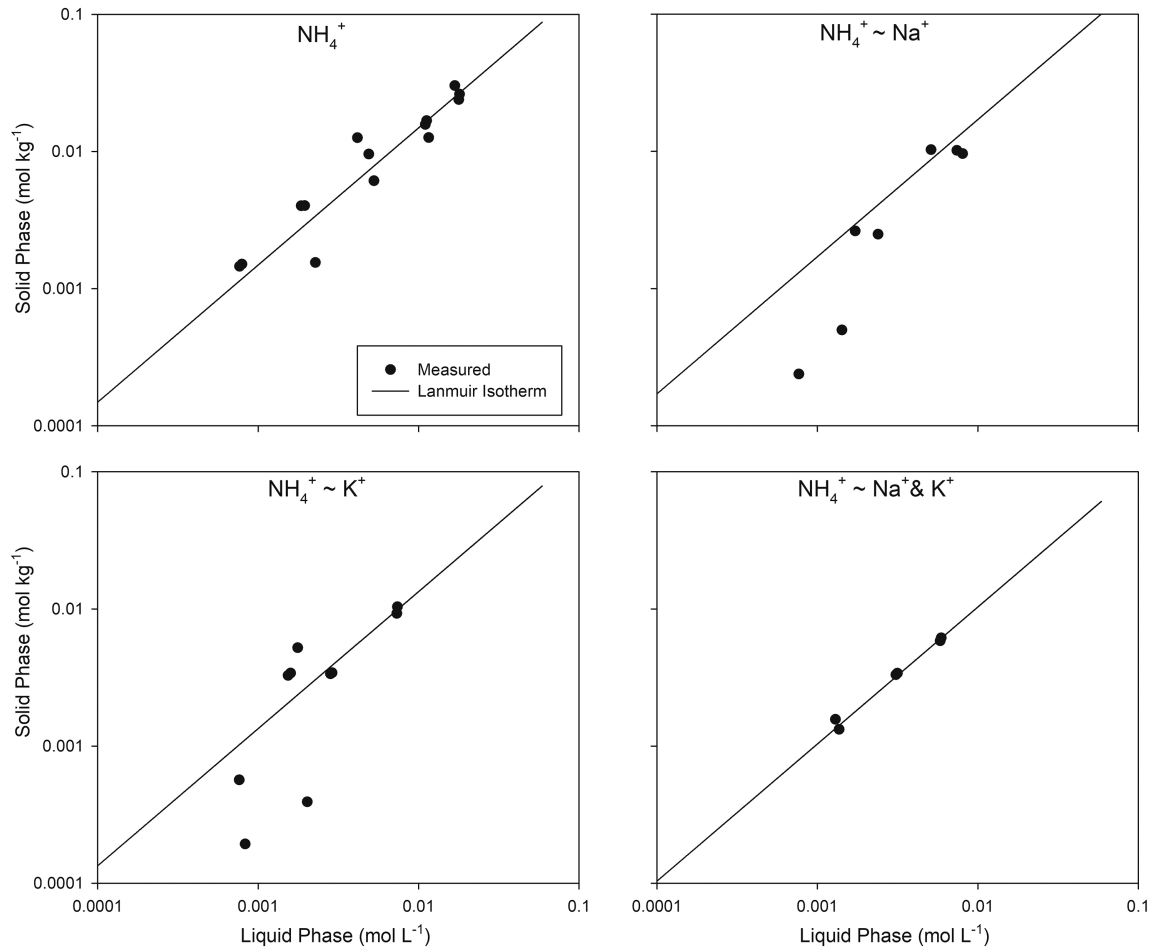 0.1
NH₄⁺
NH₄⁺ ~ Na⁺
0.01
Solid Phase (mol kg⁻¹)
0.001
Measured
Lanmuir Isotherm
0.0001
0.1
NH₄⁺ ~ K⁺
NH₄⁺ ~ Na⁺& K⁺
0.01
Solid Phase (mol kg⁻¹)
0.001
0.0001
0.0001 0.001 0.01 0.1
0.0001 0.001 0.01 0.1
Liquid Phase (mol L⁻¹)
Liquid Phase (mol L⁻¹)